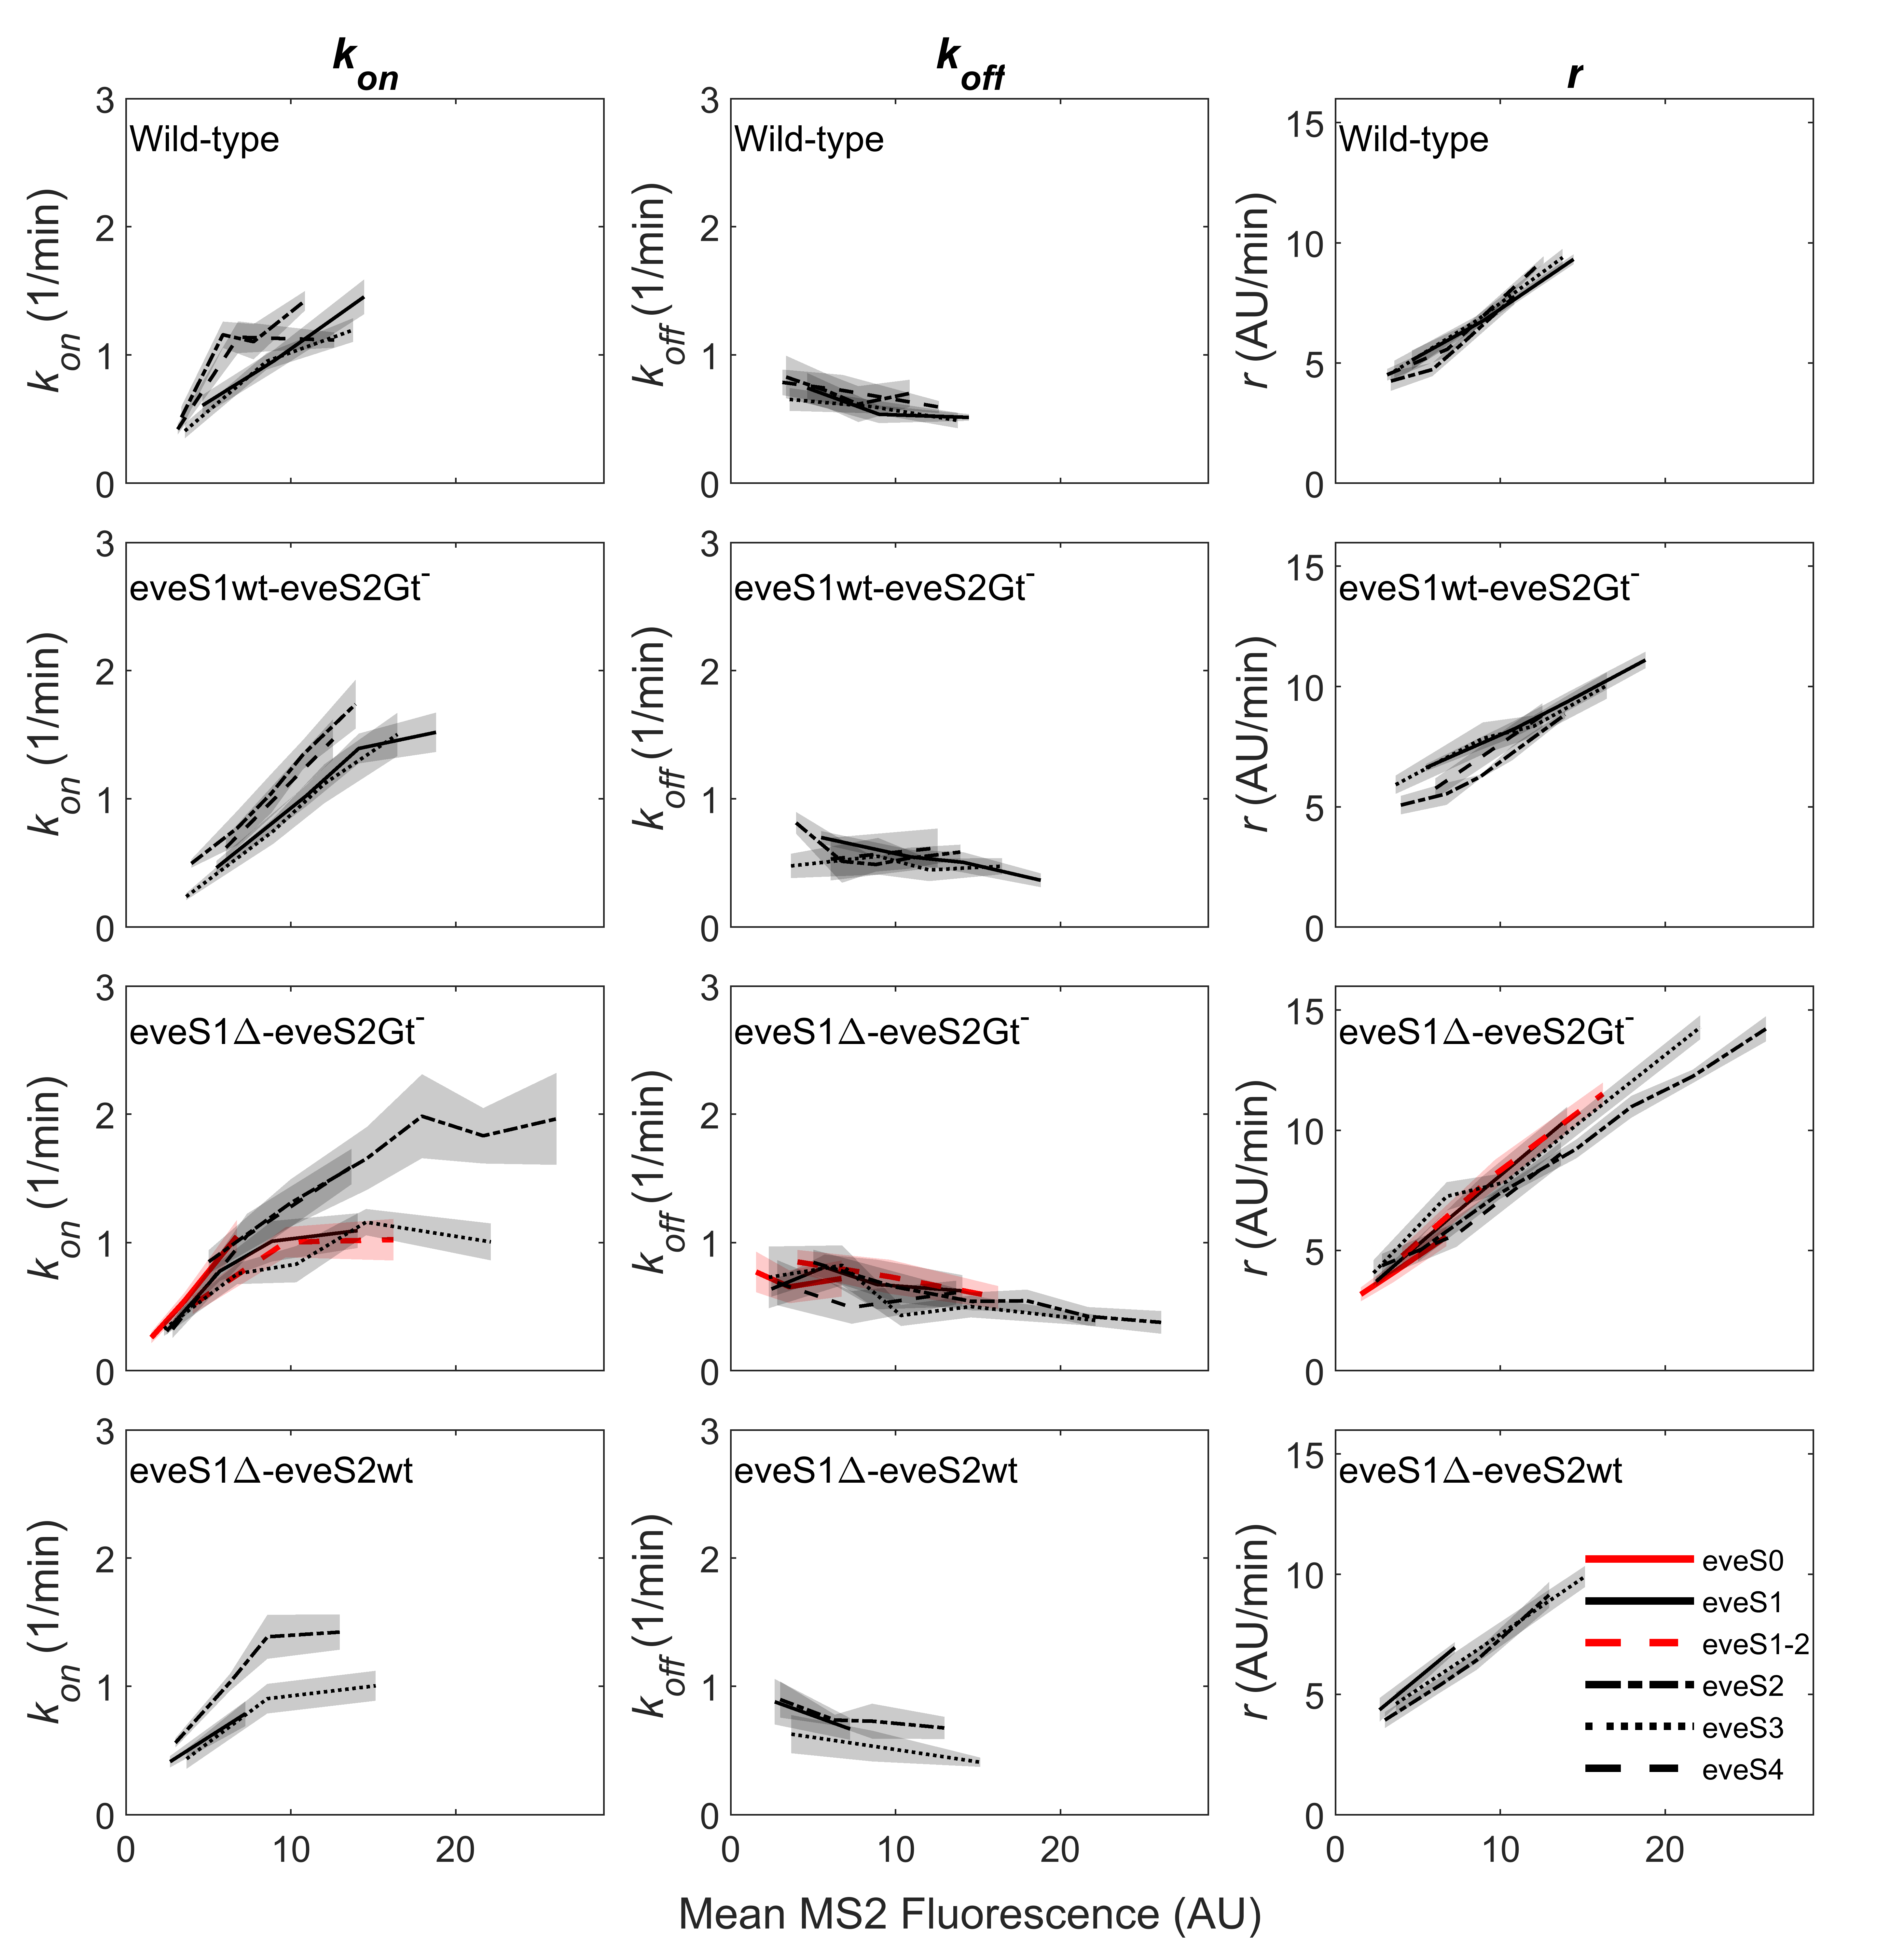 k_on k_off r
3 3 15
Wild-type Wild-type Wild-type
k_on (1/min) k_off (1/min) r (AU/min)
2 2 10
1 1 5
0 0 0
3 3 15
eveS1wt-eveS2Gt⁻ eveS1wt-eveS2Gt⁻ eveS1wt-eveS2Gt⁻
k_on (1/min) k_off (1/min) r (AU/min)
2 2 10
1 1 5
0 0 0
3 3 15
eveS1Δ-eveS2Gt⁻ eveS1Δ-eveS2Gt⁻ eveS1Δ-eveS2Gt⁻
k_on (1/min) k_off (1/min) r (AU/min)
2 2 10
1 1 5
0 0 0
3 3 15
eveS1Δ-eveS2wt eveS1Δ-eveS2wt eveS1Δ-eveS2wt
k_on (1/min) k_off (1/min) r (AU/min)
2 2 10
1 1 5
0 0 0
eveS0
eveS1
eveS1-2
eveS2
eveS3
eveS4
0 10 20 0 10 20 0 10 20
Mean MS2 Fluorescence (AU)